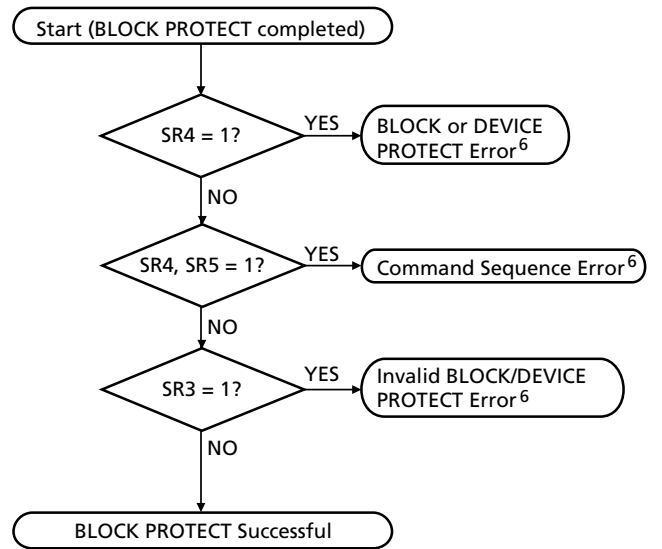 Start (BLOCK PROTECT completed)
SR4 = 1?
YES
BLOCK or DEVICE
PROTECT Error6
NO
SR4, SR5 = 1?
YES
Command Sequence Error6
NO
SR3 = 1?
YES
Invalid BLOCK/DEVICE
PROTECT Error6
NO
BLOCK PROTECT Successful